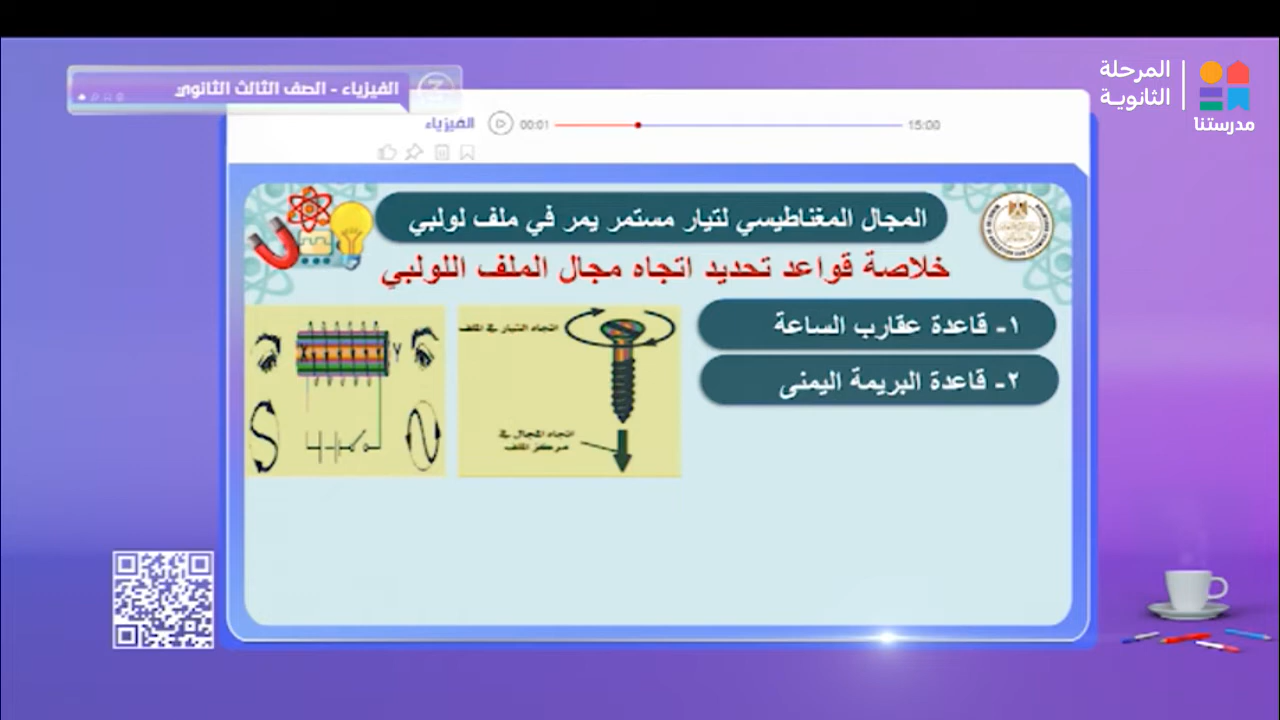 المرحلة
الثانوية
مدرستنا
الفيزياء - الصف الثالث الثانوي
الفيزياء
00:01
15:00
المجال المغناطيسي لتيار مستمر يمر في ملف لولبي
خلاصة قواعد تحديد اتجاه مجال الملف اللولبي
١- قاعدة عقارب الساعة
٢- قاعدة البريمة اليمنى
اتجاه التيار في الملف
اتجاه المجال في
مركز الملف
X
Y
S
N